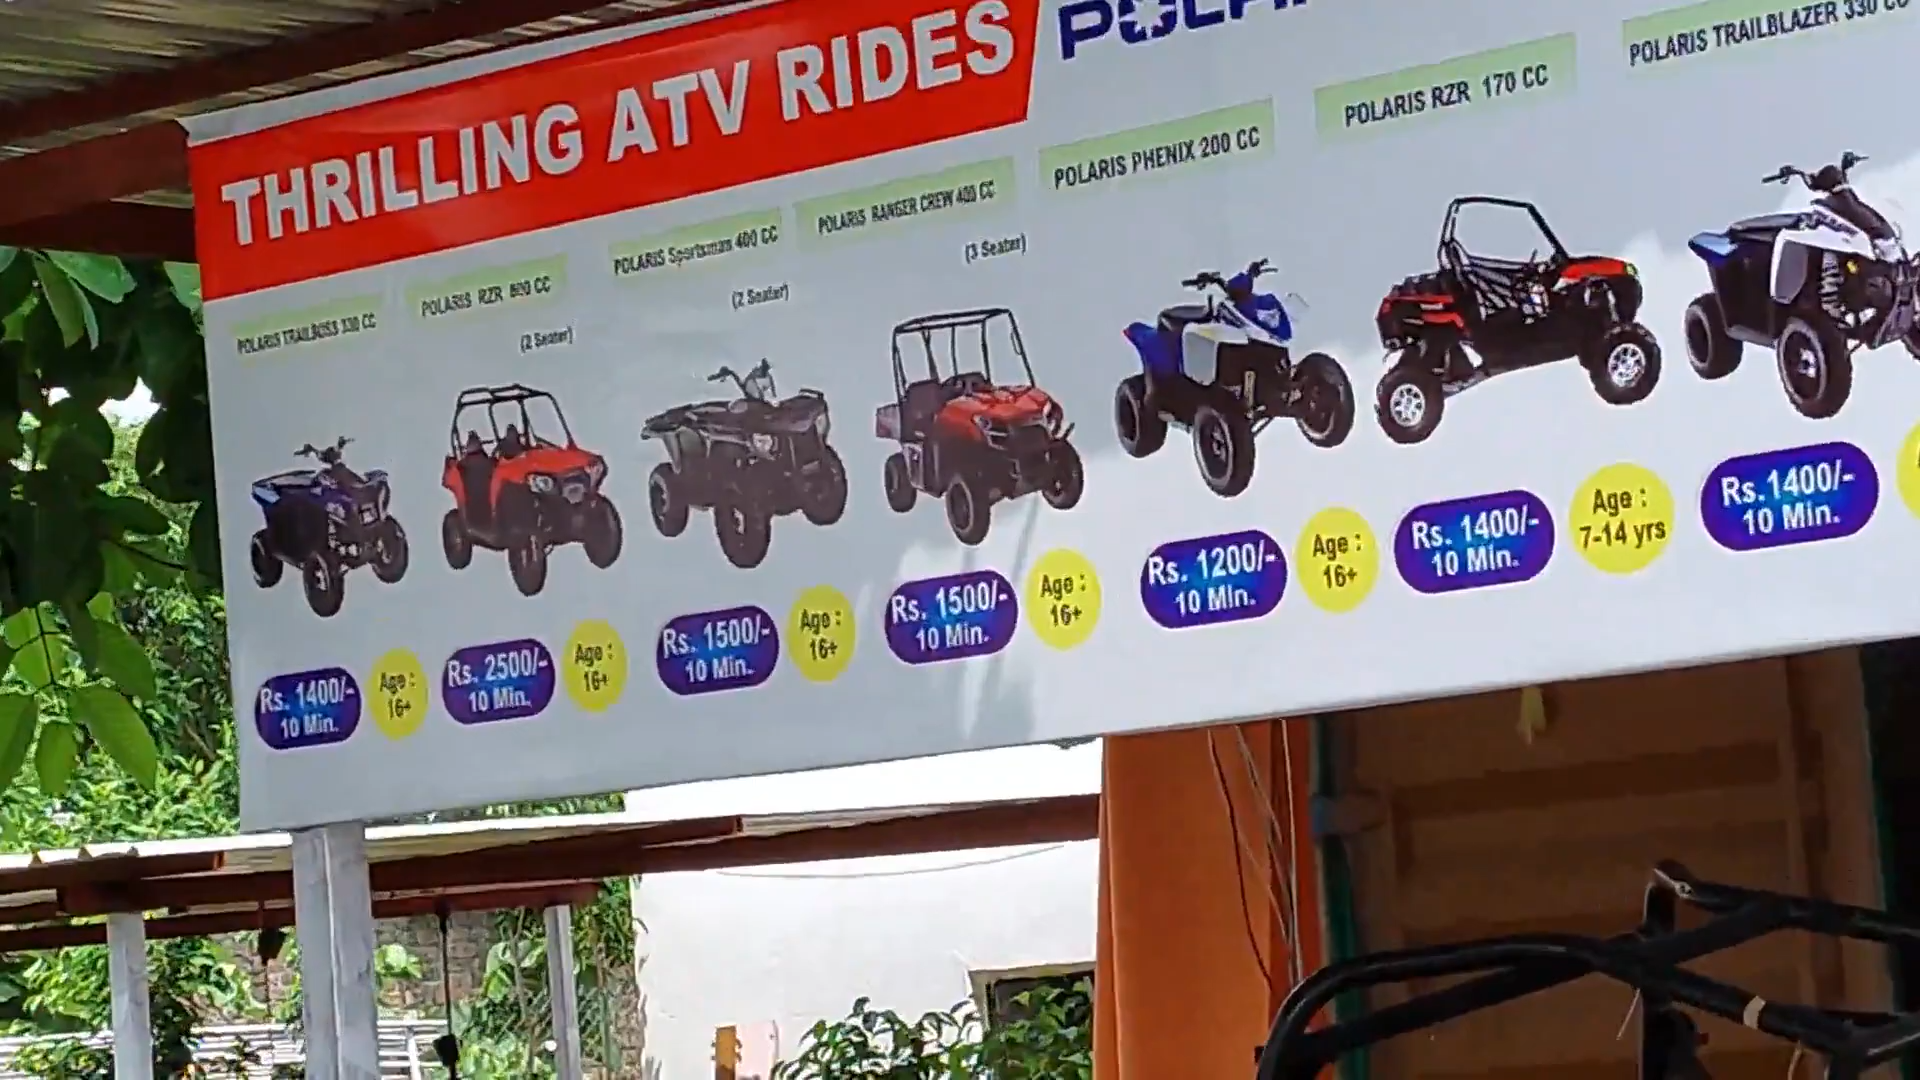 THRILLING ATV RIDES
POLARIS TRAILBOSS 330 CC
Rs. 1400/-
10 Min.
Age :
16+
POLARIS RZR 800 CC
(2 Seater)
Rs. 2500/-
10 Min.
Age :
16+
POLARIS Sportsman 400 CC
(2 Seater)
Rs. 1500/-
10 Min.
Age :
16+
POLARIS RANGER CREW 400 CC
(3 Seater)
Rs. 1500/-
10 Min.
Age :
16+
POLARIS PHENIX 200 CC
Rs. 1200/-
10 Min.
Age :
16+
POLARIS RZR 170 CC
Rs. 1400/-
10 Min.
Age :
7-14 yrs
POLARIS TRAILBLAZER 330 CC
Rs.1400/-
10 Min.